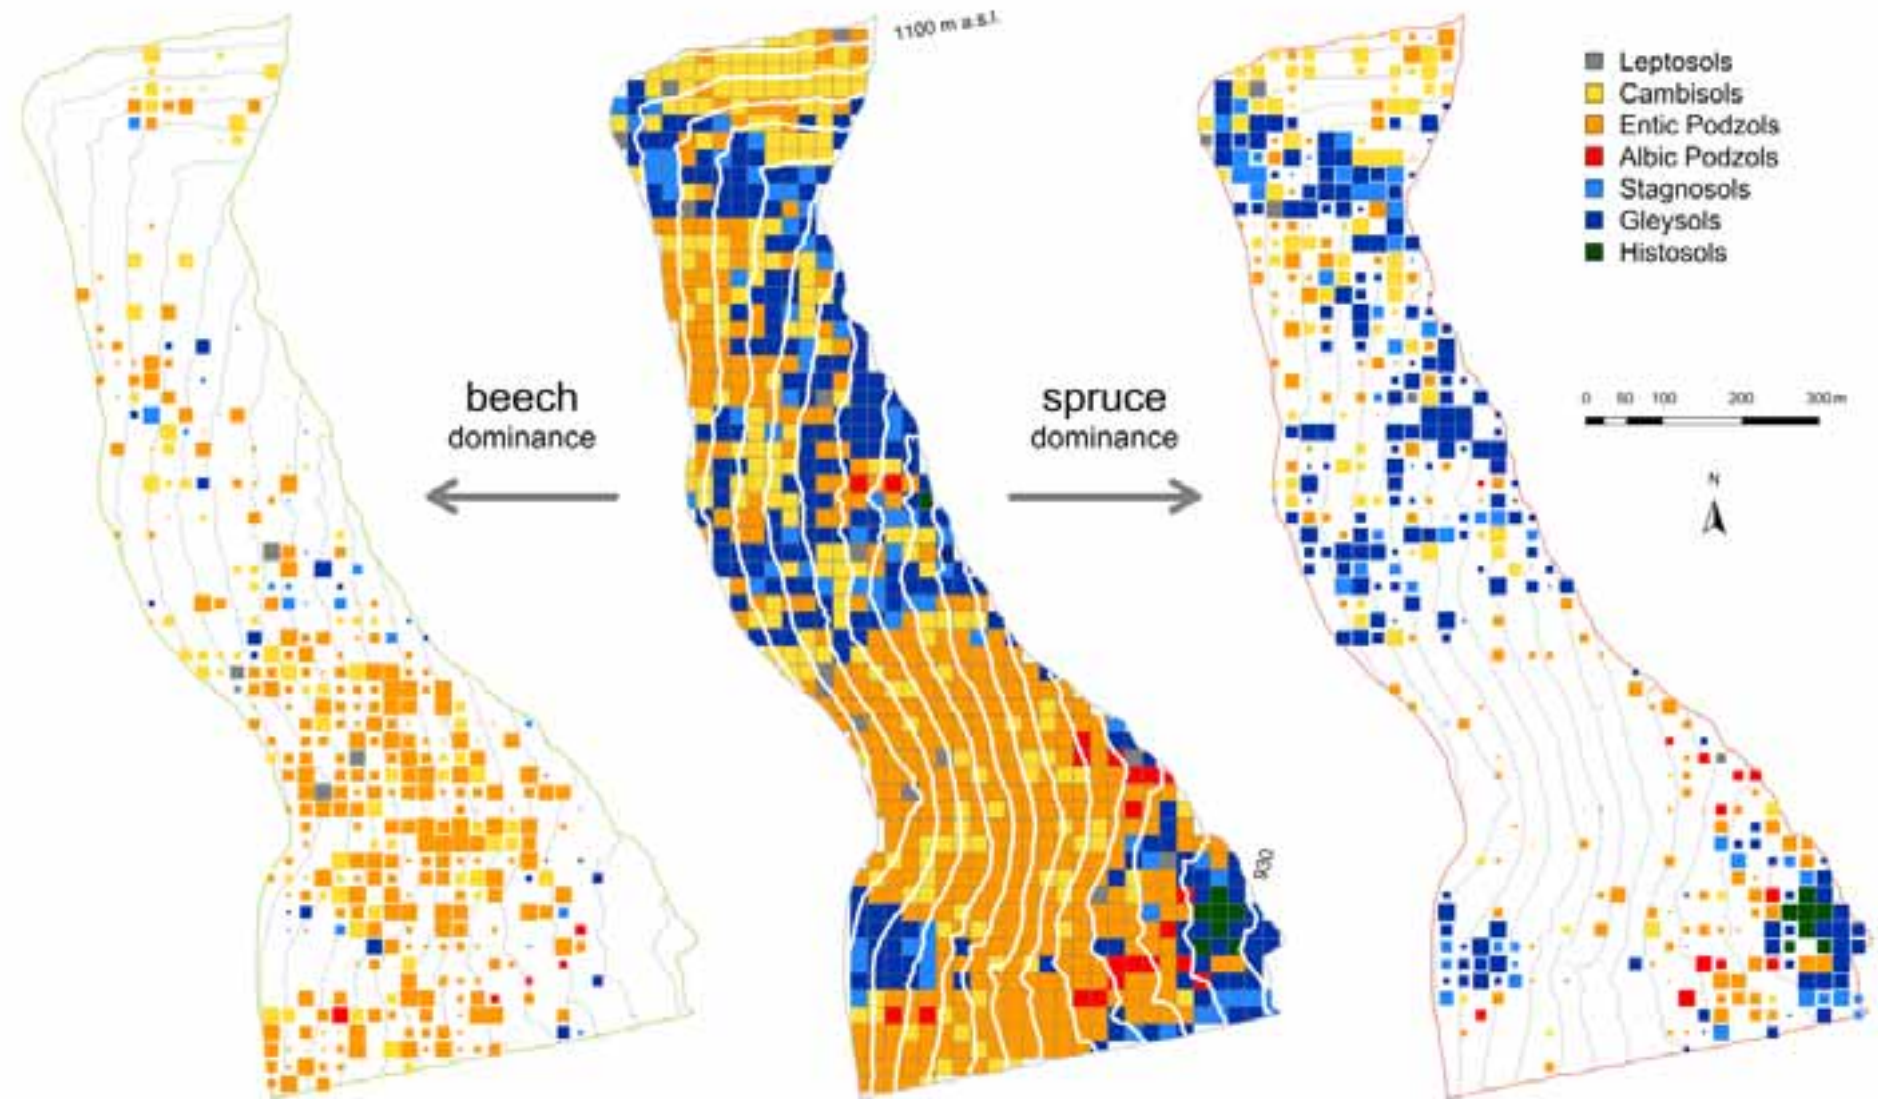 1100 m a.s.l.
Leptosols
Cambisols
Entic Podzols
Albic Podzols
Stagnosols
Gleysols
Histosols
beech
dominance
spruce
dominance
0 50 100 200 300 m
N
930